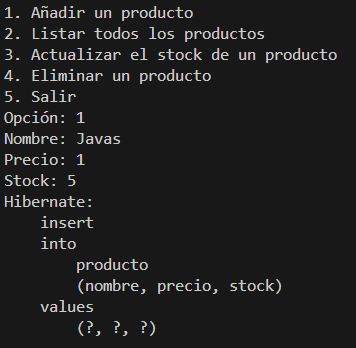 1. Añadir un producto
2. Listar todos los productos
3. Actualizar el stock de un producto
4. Eliminar un producto
5. Salir
Opción: 1
Nombre: Javas
Precio: 1
Stock: 5
Hibernate:
    insert
    into
        producto
        (nombre, precio, stock)
    values
        (?, ?, ?)